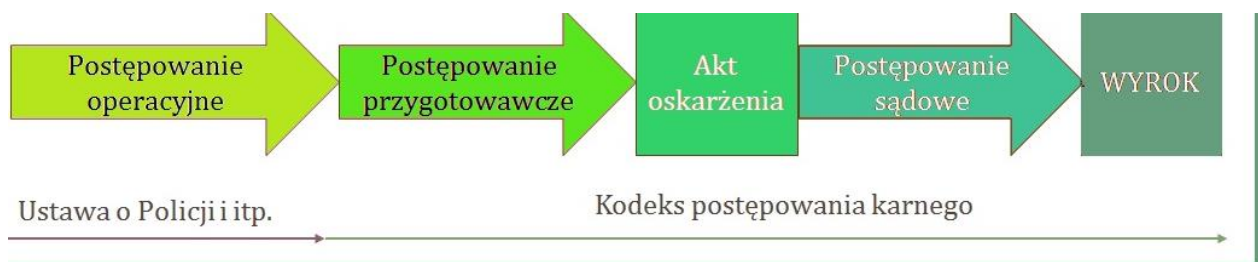 Postępowanie
operacyjne
Postępowanie
przygotowawcze
Akt
oskarżenia
Postępowanie
sądowe
WYROK
Ustawa o Policji i itp.
Kodeks postępowania karnego